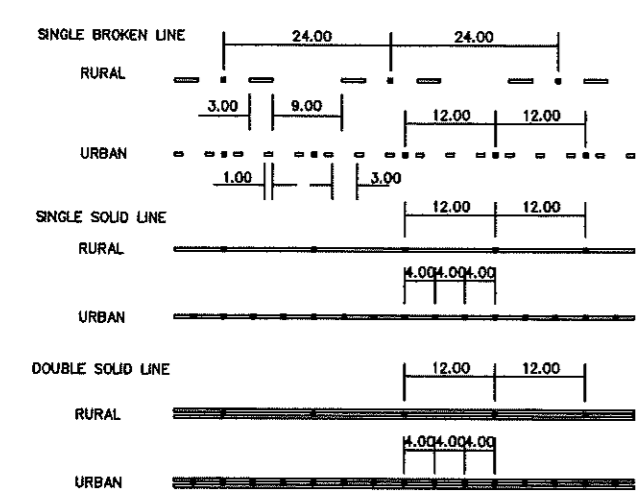 SINGLE BROKEN LINE 24.00 24.00
RURAL
3.00 9.00 12.00 12.00
URBAN
1.00 3.00
SINGLE SOLID LINE 12.00 12.00
RURAL
4.00 4.00 4.00
URBAN
DOUBLE SOLID LINE 12.00 12.00
RURAL
4.00 4.00 4.00
URBAN